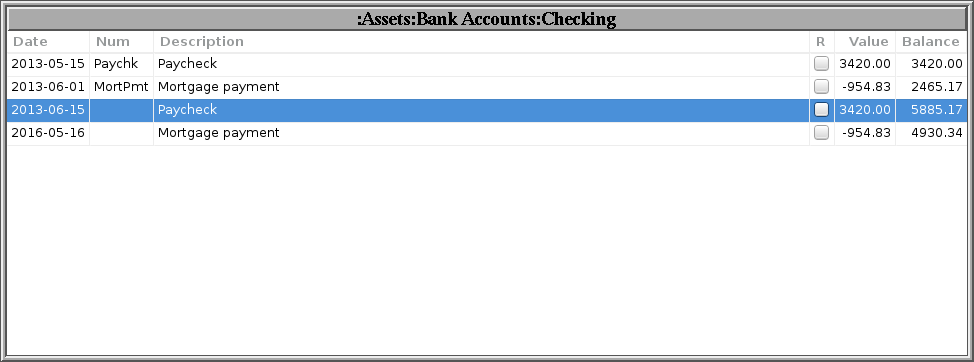 :Assets:Bank Accounts:Checking
Date Num Description R Value Balance
2013-05-15 Paychk Paycheck 3420.00 3420.00
2013-06-01 MortPmt Mortgage payment -954.83 2465.17
2013-06-15 Paycheck 3420.00 5885.17
2016-05-16 Mortgage payment -954.83 4930.34